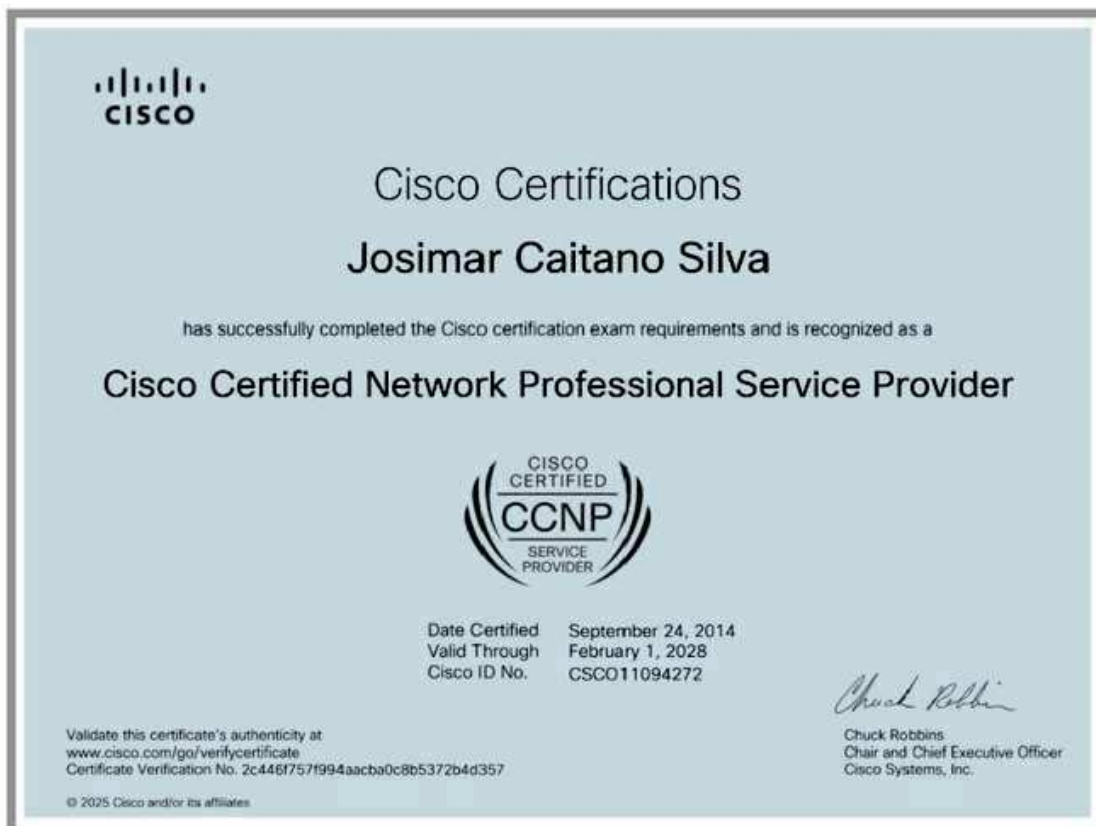 CISCO
Cisco Certifications
Josimar Caitano Silva
has successfully completed the Cisco certification exam requirements and is recognized as a
Cisco Certified Network Professional Service Provider
CISCO
CERTIFIED
CCNP
SERVICE
PROVIDER
Date Certified September 24, 2014
Valid Through February 1, 2028
Cisco ID No. CSCO11094272
Chuck Robbins
Validate this certificate's authenticity at
www.cisco.com/go/verifycertificate
Certificate Verification No. 2c446f757f994aacba0c8b5372b4d357
© 2025 Cisco and/or its affiliates
Chuck Robbins
Chair and Chief Executive Officer
Cisco Systems, Inc.